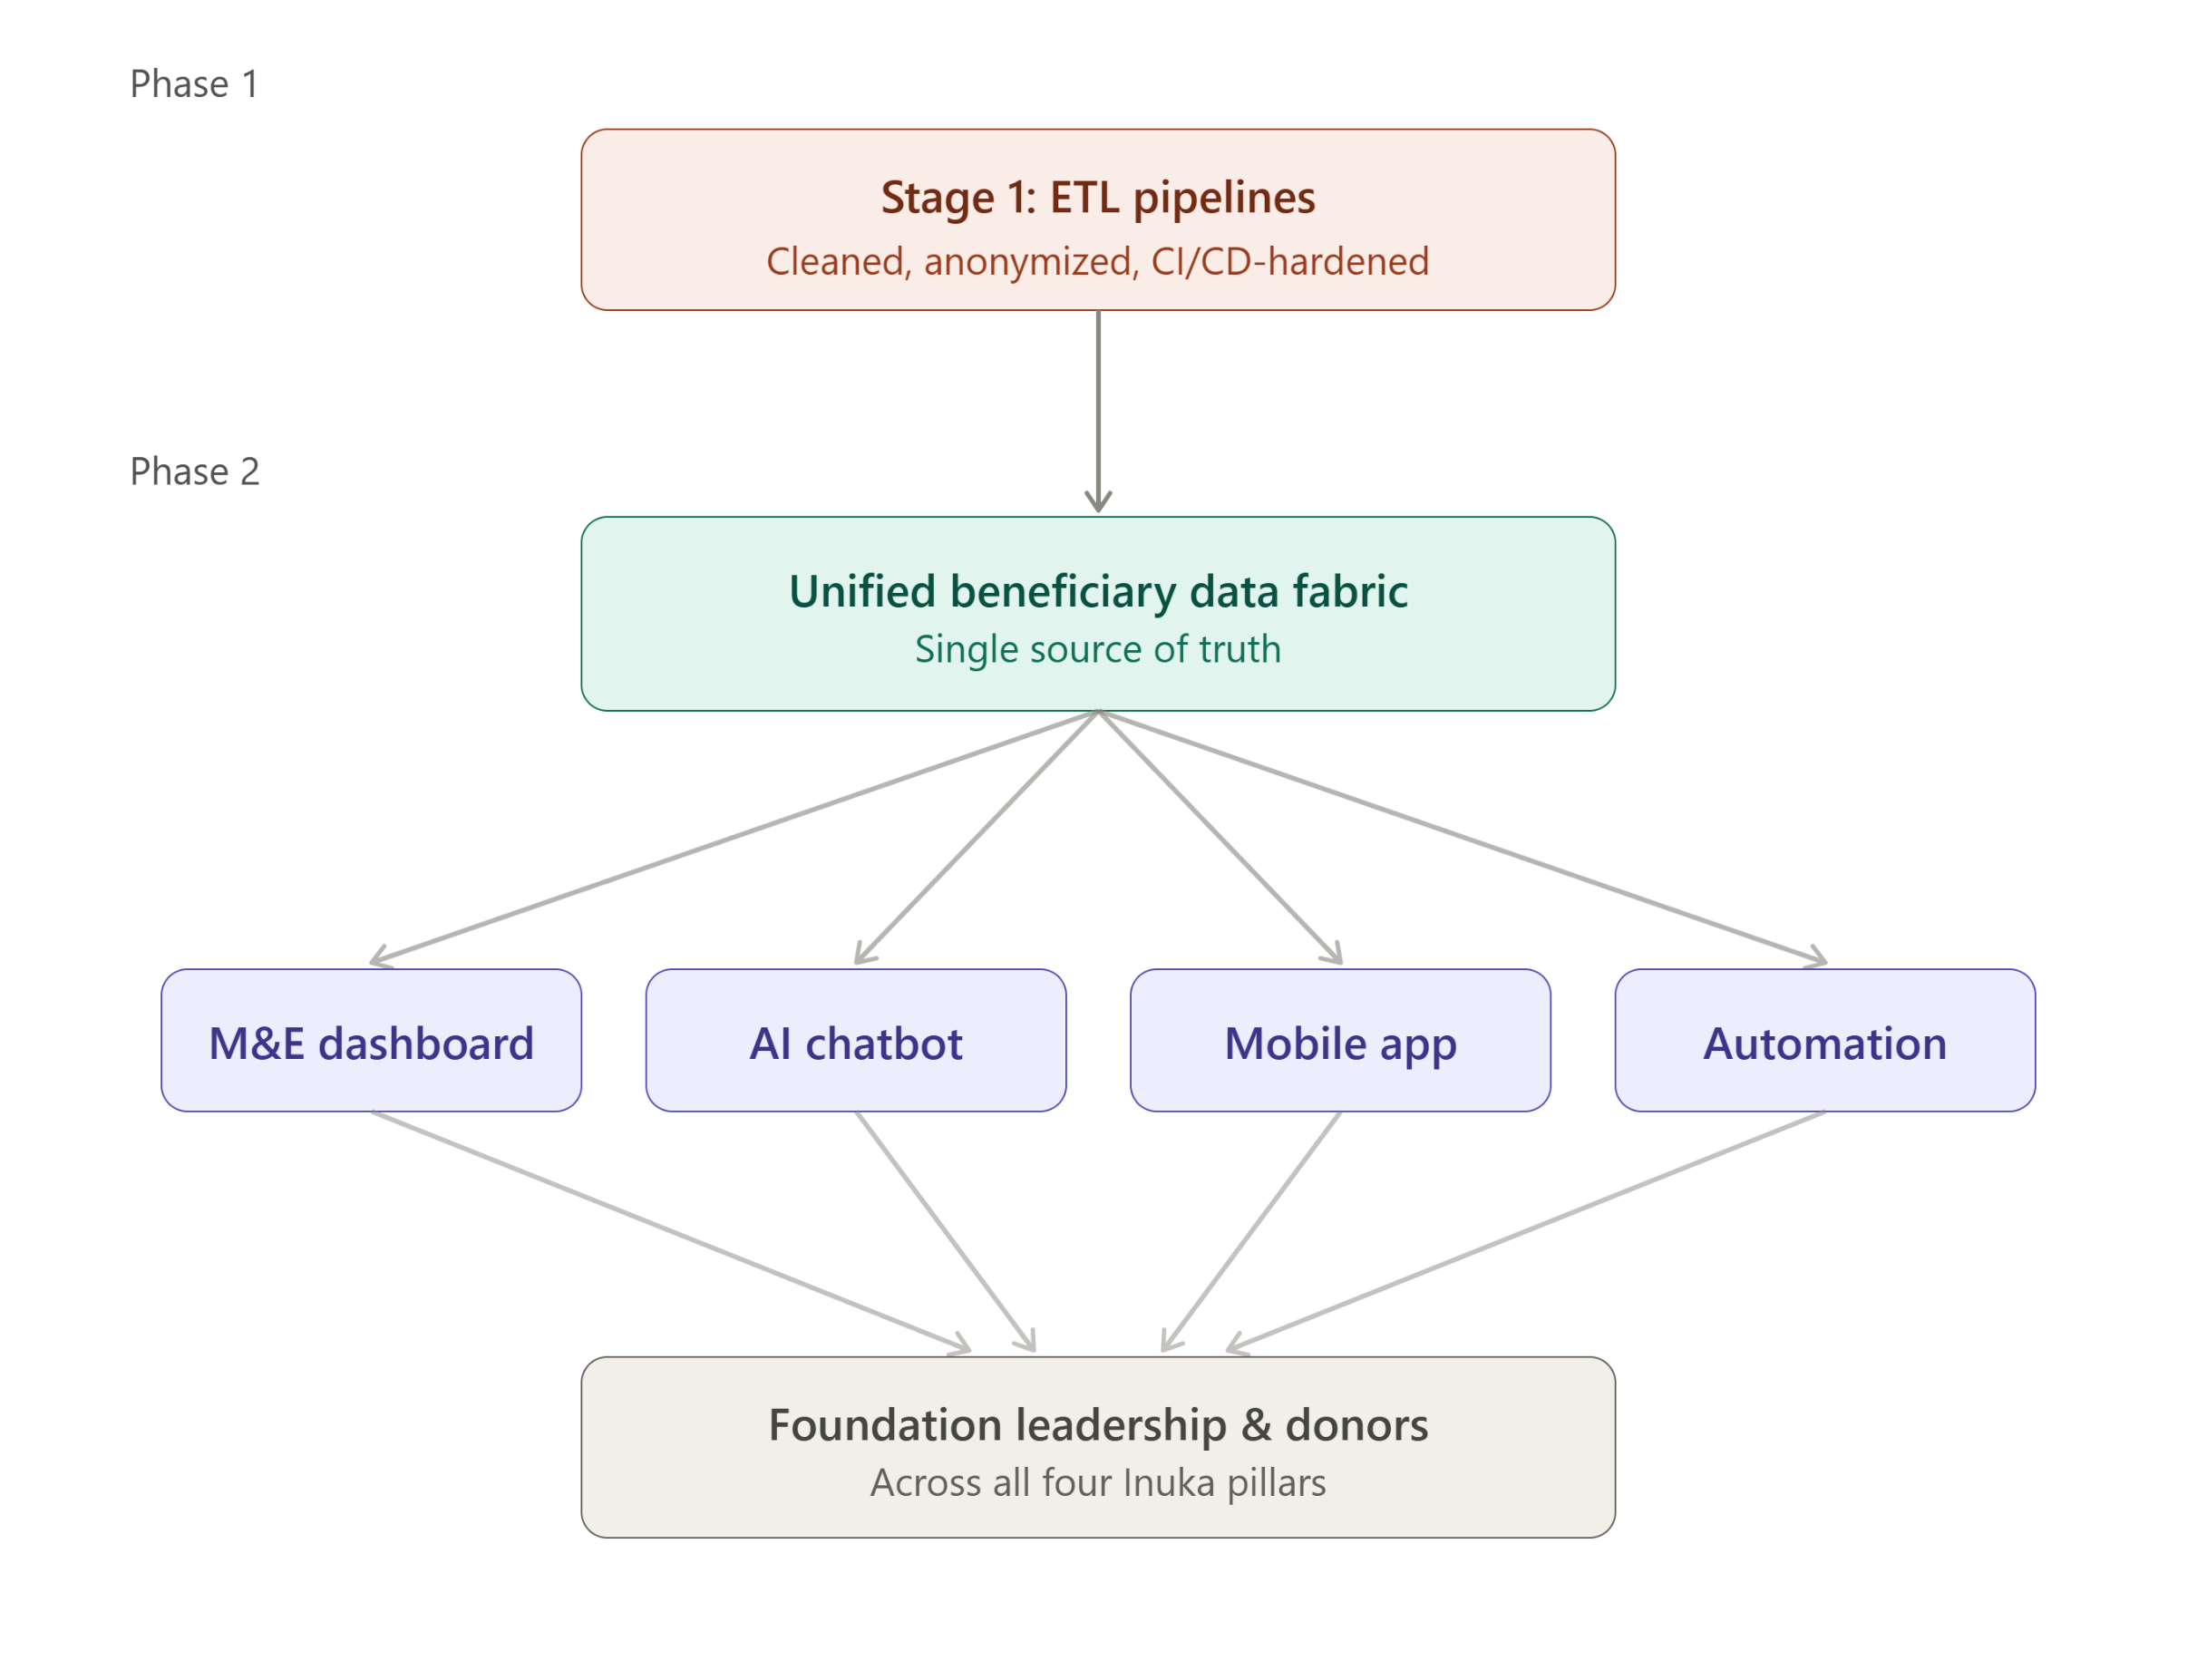 Phase 1
Stage 1: ETL pipelines
Cleaned, anonymized, CI/CD-hardened
Phase 2
Unified beneficiary data fabric
Single source of truth
M&E dashboard
AI chatbot
Mobile app
Automation
Foundation leadership & donors
Across all four Inuka pillars